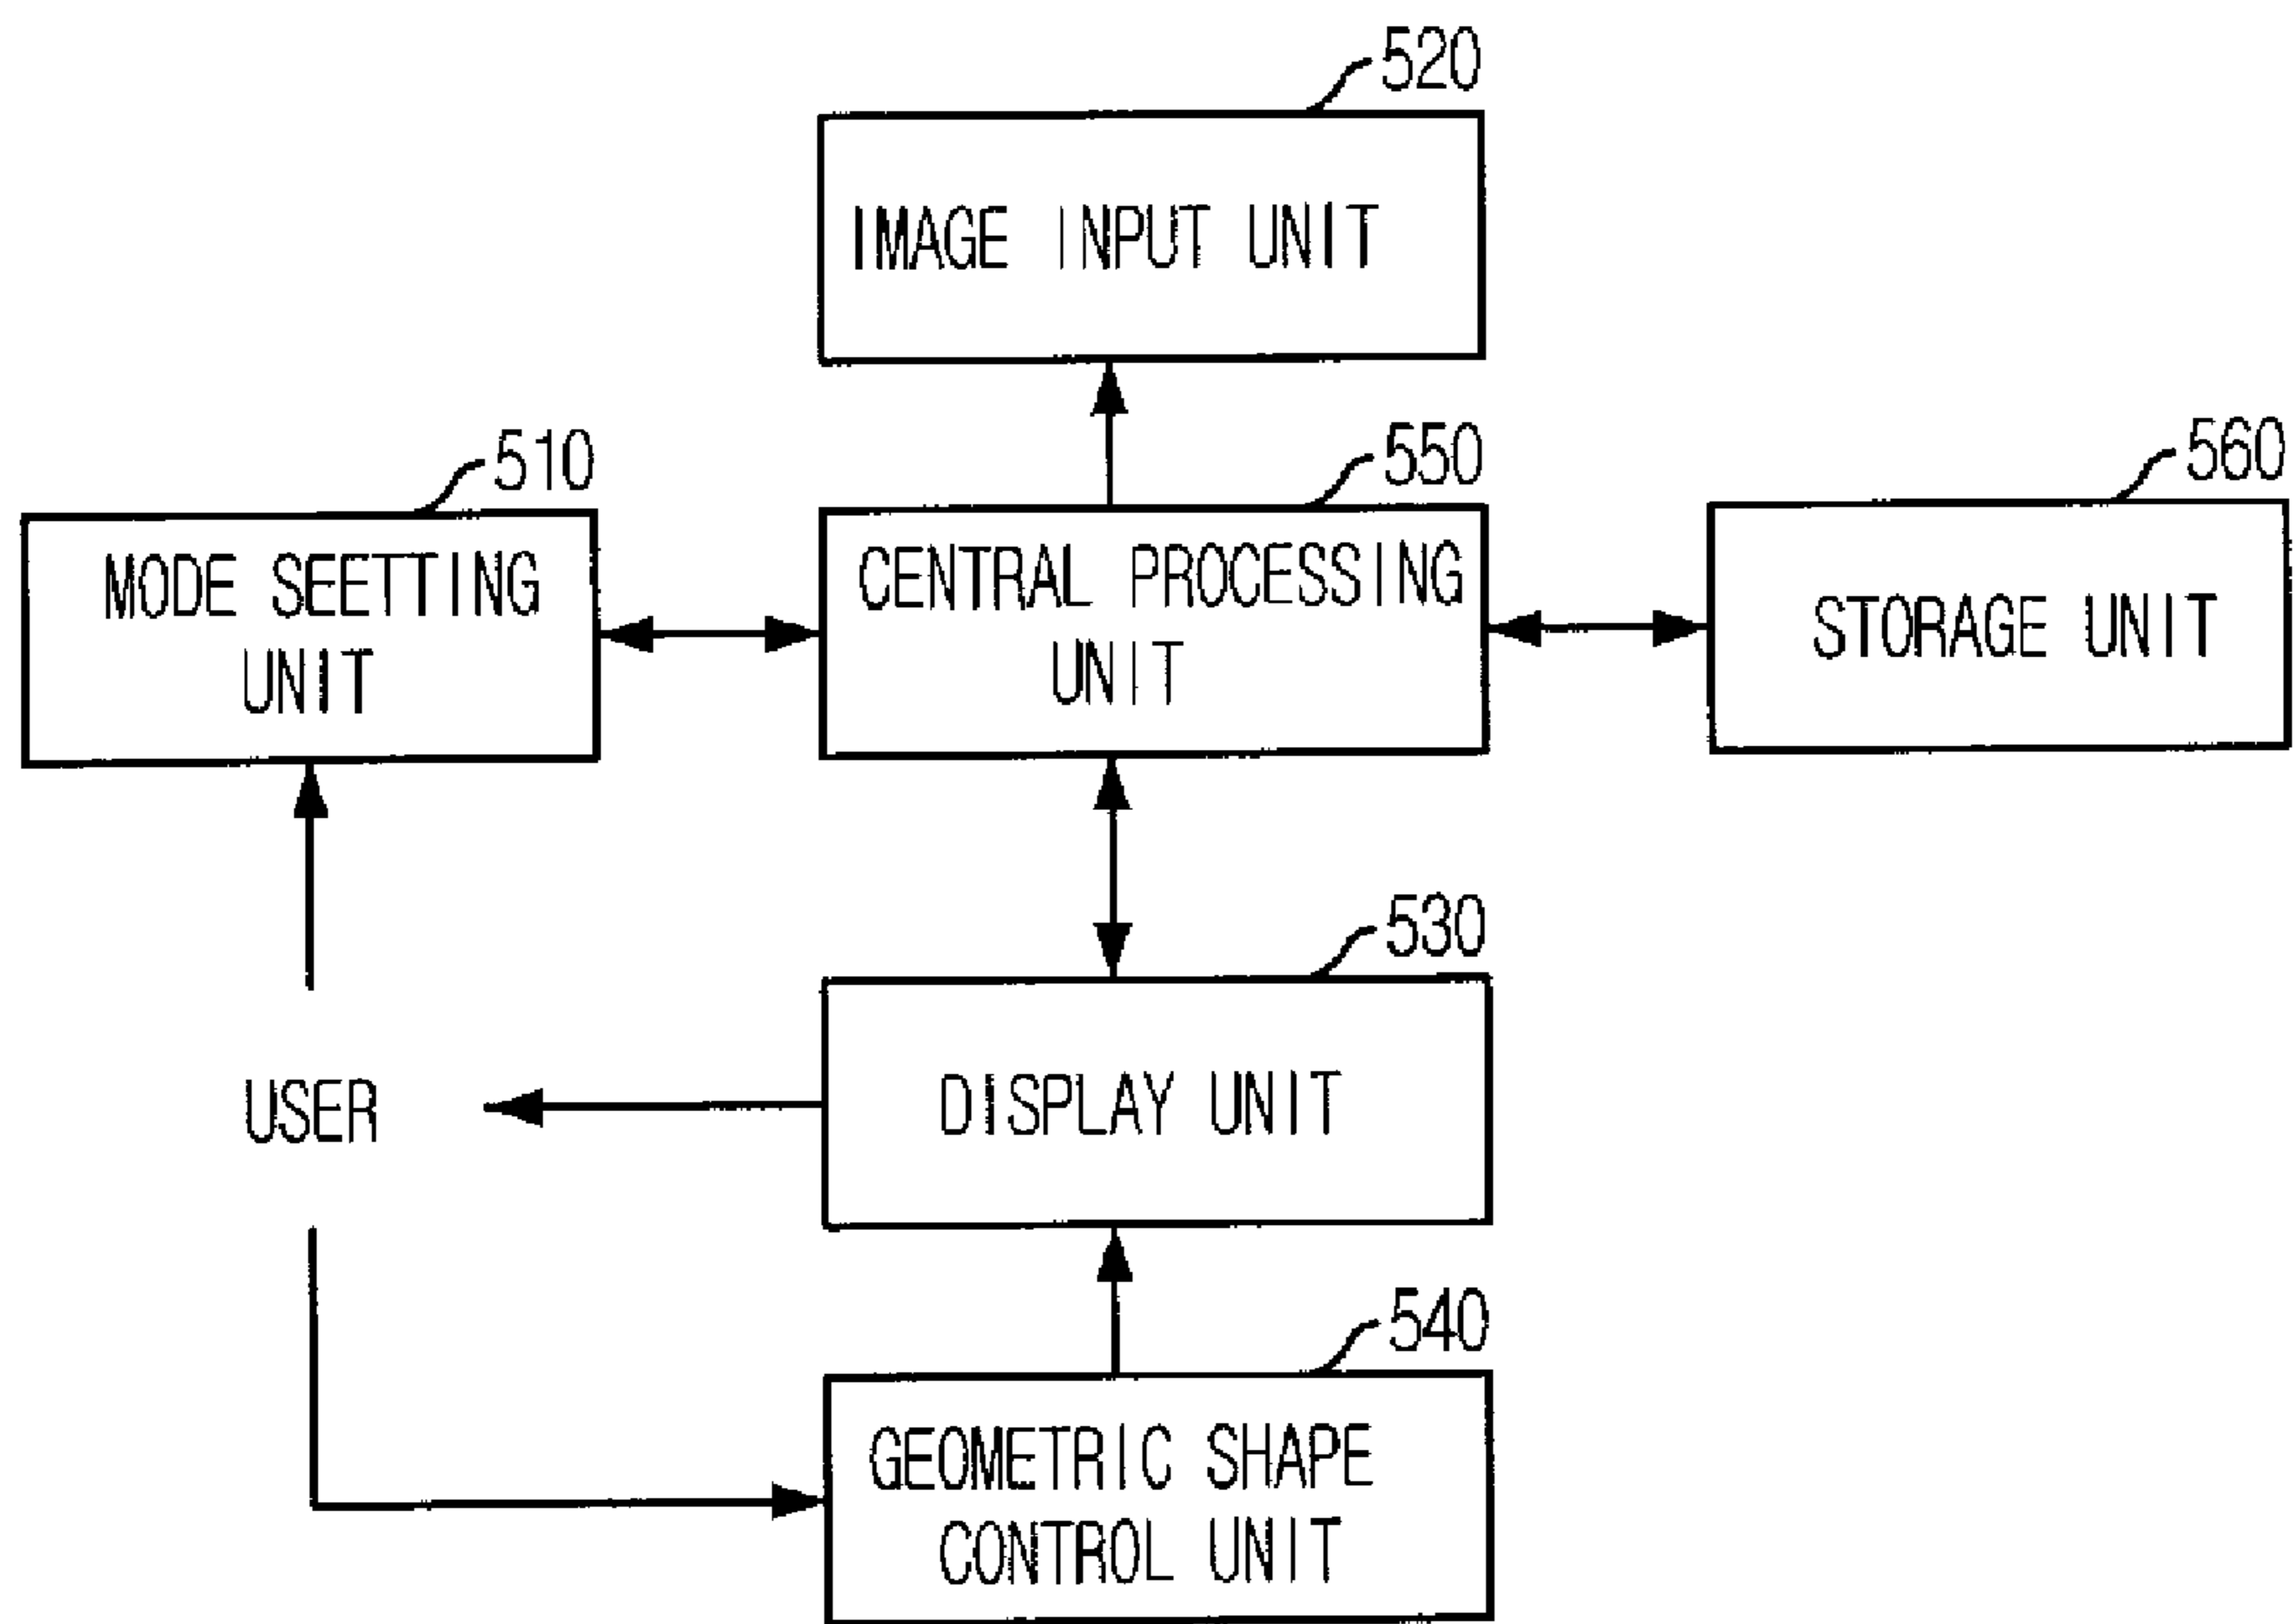 520
IMAGE INPUT UNIT
510
550
560
MODE SEETTING
UNIT
CENTRAL PROCESSING
UNIT
STORAGE UNIT
530
USER
DISPLAY UNIT
540
GEOMETRIC SHAPE
CONTROL UNIT